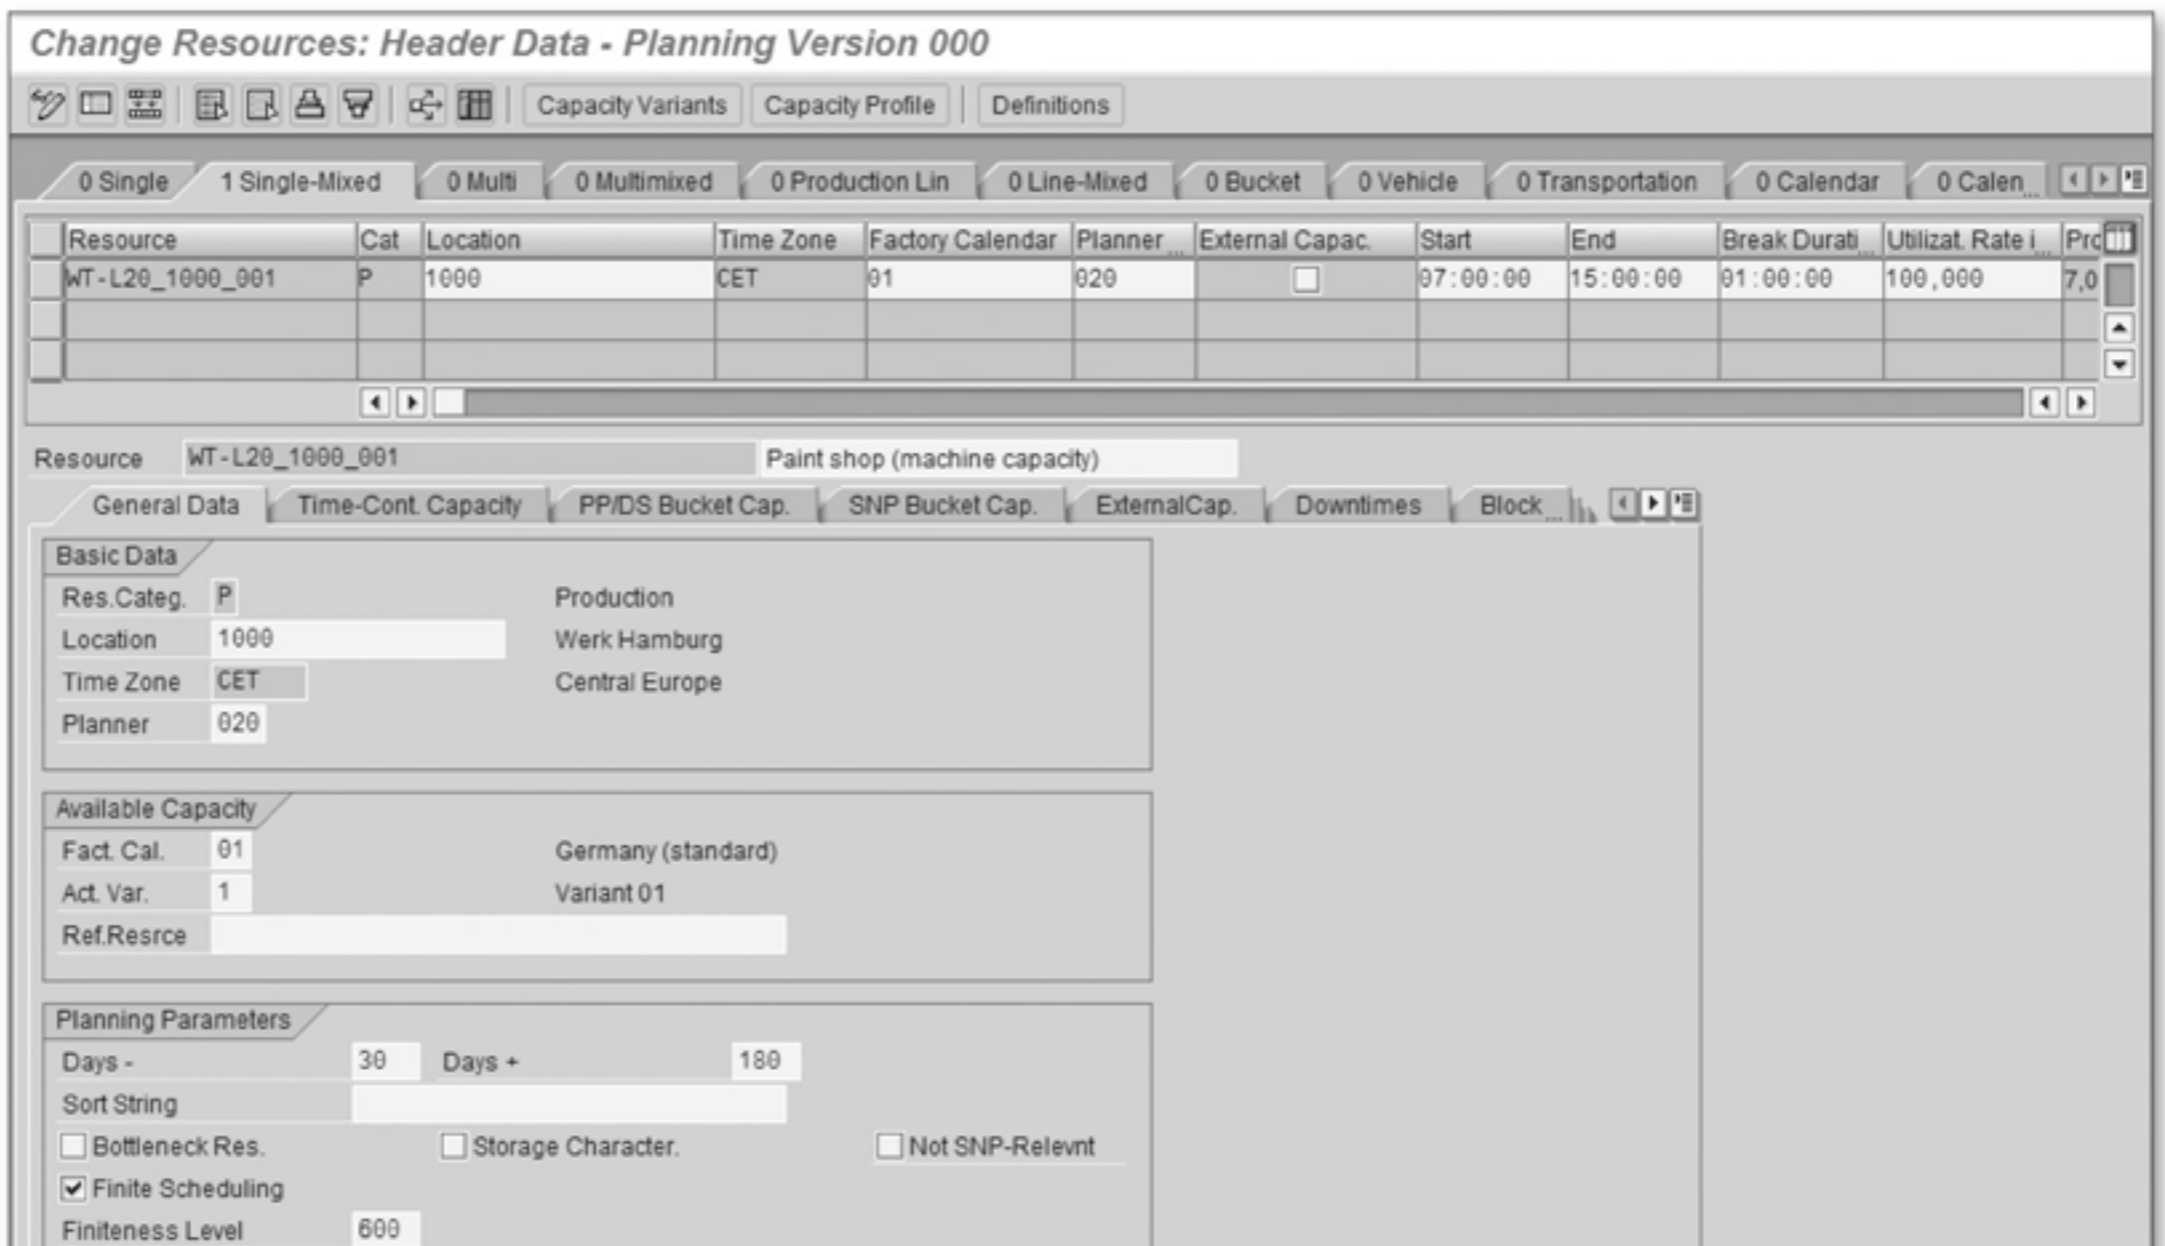 Change Resources: Header Data - Planning Version 000
Capacity Variants Capacity Profile Definitions
0 Single 1 Single-Mixed 0 Multi 0 Multimixed 0 Production Lin 0 Line-Mixed 0 Bucket 0 Vehicle 0 Transportation 0 Calendar 0 Calen...
Resource Cat Location Time Zone Factory Calendar Planner... External Capac. Start End Break Durati... Utilizat. Rate i... Prc
WT-L20_1000_001 P 1000 CET 01 020 07:00:00 15:00:00 01:00:00 100,000 7,0
Resource WT-L20_1000_001 Paint shop (machine capacity)
General Data Time-Cont. Capacity PP/DS Bucket Cap. SNP Bucket Cap. ExternalCap. Downtimes Block...
Basic Data
Res.Categ. P Production
Location 1000 Werk Hamburg
Time Zone CET Central Europe
Planner 020
Available Capacity
Fact. Cal. 01 Germany (standard)
Act. Var. 1 Variant 01
Ref.Resrce
Planning Parameters
Days - 30 Days + 180
Sort String
Bottleneck Res. Storage Character. Not SNP-Relevnt
Finite Scheduling
Finiteness Level 600